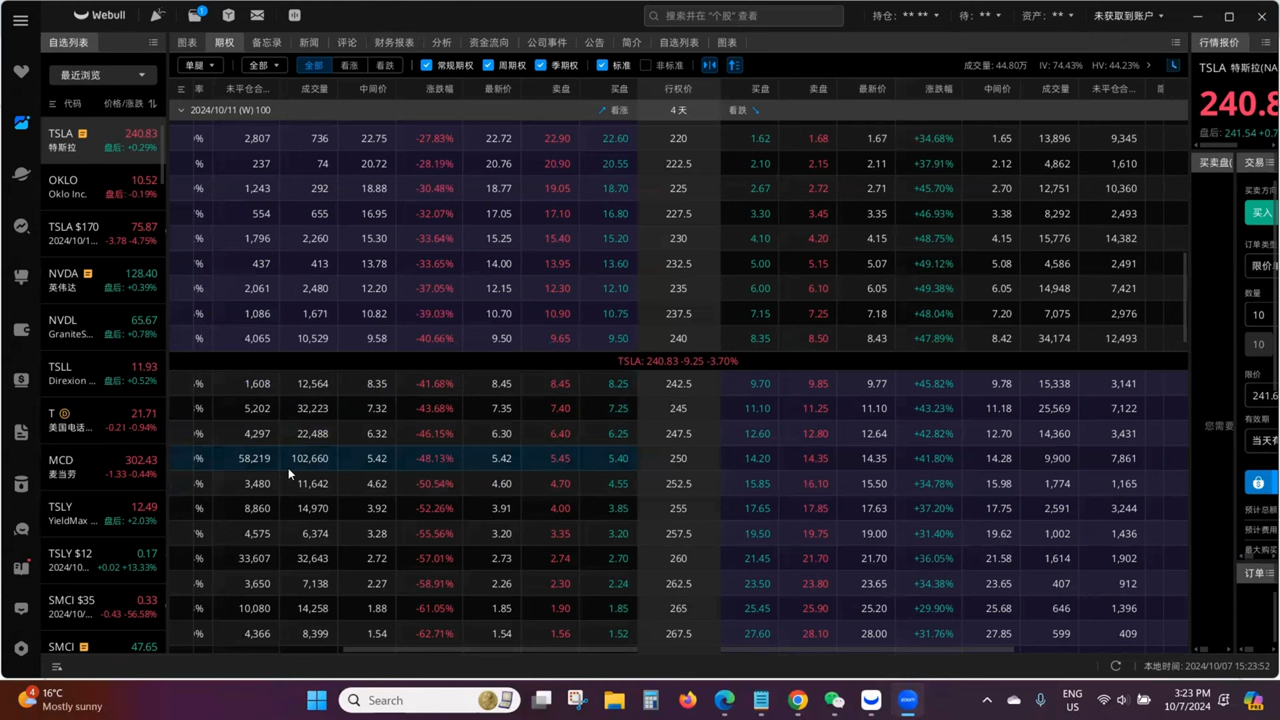 Webull
1
搜索并在 "个股" 查看
持仓: ** **
待: ** **
资产: ** **
未获取到账户
自选列表
图表 期权 备忘录 新闻 评论 财务报表 分析 资金流向 公司事件 公告 简介 自选列表 图表
行情报价
最近浏览
单腿 全部 全部 看涨 看跌 常规期权 周期权 季期权 标准 非标准
成交量: 44.80万 IV: 74.43% HV: 44.23%
代码 价格/涨跌
率 未平仓合... 成交量 中间价 涨跌幅 最新价 卖盘 买盘 行权价 买盘 卖盘 最新价 涨跌幅 中间价 成交量 未平仓合...
2024/10/11 (W) 100 看涨 4 天 看跌
% 2,807 736 22.75 -27.83% 22.72 22.90 22.60 220 1.62 1.68 1.67 +34.68% 1.65 13,896 9,345
% 237 74 20.72 -28.19% 20.76 20.90 20.55 222.5 2.10 2.15 2.11 +37.91% 2.12 4,862 1,610
% 1,243 292 18.88 -30.48% 18.77 19.05 18.70 225 2.67 2.72 2.71 +45.70% 2.70 12,751 10,360
% 554 655 16.95 -32.07% 17.05 17.10 16.80 227.5 3.30 3.45 3.35 +46.93% 3.38 8,292 2,493
% 1,796 2,260 15.30 -33.64% 15.25 15.40 15.20 230 4.10 4.20 4.15 +48.75% 4.15 15,776 14,382
% 437 413 13.78 -33.65% 14.00 13.95 13.60 232.5 5.00 5.15 5.07 +49.12% 5.08 4,586 2,491
% 2,061 2,480 12.20 -37.05% 12.15 12.30 12.10 235 6.00 6.10 6.05 +49.38% 6.05 14,948 7,421
% 1,086 1,671 10.82 -39.03% 10.70 10.90 10.75 237.5 7.15 7.25 7.18 +48.04% 7.20 7,075 2,976
% 4,065 10,529 9.58 -40.66% 9.50 9.65 9.50 240 8.35 8.50 8.43 +47.89% 8.42 34,174 12,493
TSLA: 240.83 -9.25 -3.70%
% 1,608 12,564 8.35 -41.68% 8.45 8.45 8.25 242.5 9.70 9.85 9.77 +45.82% 9.78 15,338 3,141
% 5,202 32,223 7.32 -43.68% 7.35 7.40 7.25 245 11.10 11.25 11.10 +43.23% 11.18 25,569 7,122
% 4,297 22,488 6.32 -46.15% 6.30 6.40 6.25 247.5 12.60 12.80 12.64 +42.82% 12.70 14,360 3,431
% 58,219 102,660 5.42 -48.13% 5.42 5.45 5.40 250 14.20 14.35 14.35 +41.80% 14.28 9,900 7,861
% 3,480 11,642 4.62 -50.54% 4.60 4.70 4.55 252.5 15.85 16.10 15.50 +34.78% 15.98 1,774 1,165
% 8,860 14,970 3.92 -52.26% 3.91 4.00 3.85 255 17.65 17.85 17.63 +37.20% 17.75 2,591 3,244
% 4,575 6,374 3.28 -55.56% 3.20 3.35 3.20 257.5 19.50 19.75 19.00 +31.40% 19.62 1,002 1,436
% 33,607 32,643 2.72 -57.01% 2.73 2.74 2.70 260 21.45 21.70 21.70 +36.05% 21.58 1,614 1,902
% 3,650 7,138 2.27 -58.91% 2.26 2.30 2.24 262.5 23.50 23.80 23.65 +34.38% 23.65 407 912
% 10,080 14,258 1.88 -61.05% 1.85 1.90 1.85 265 25.45 25.90 25.20 +29.90% 25.68 646 1,396
% 4,366 8,399 1.54 -62.71% 1.54 1.56 1.52 267.5 27.60 28.10 28.00 +31.76% 27.85 599 409
TSLA 240.83
特斯拉 盘后: +0.29%
OKLO 10.52
Oklo Inc. 盘后: -0.19%
TSLA $170 75.87
2024/10/1... -3.78 -4.75%
NVDA 128.40
英伟达 盘后: +0.39%
NVDL 65.67
GraniteS... 盘后: +0.78%
TSLL 11.93
Direxion ... 盘后: +0.52%
T D 21.71
美国电话... -0.21 -0.94%
MCD 302.43
麦当劳 -1.33 -0.44%
TSLY 12.49
YieldMax ... 盘后: +2.03%
TSLY $12 0.17
2024/10... +0.02 +13.33%
SMCI $35 0.33
2024/10/... -0.43 -56.58%
SMCI 47.65
TSLA 特斯拉(NA
240.8
盘后: 241.54 +0.7
买卖盘( 交易
买卖方向
买入
订单类型
限价单
数量
10
10
限价
241.6
有效期
您需要
当天有
预计总额
预计费用
最大购买
订单
本地时间: 2024/10/07 15:23:52
4
16°C
Mostly sunny
Search
ENG
US
3:23 PM
10/7/2024